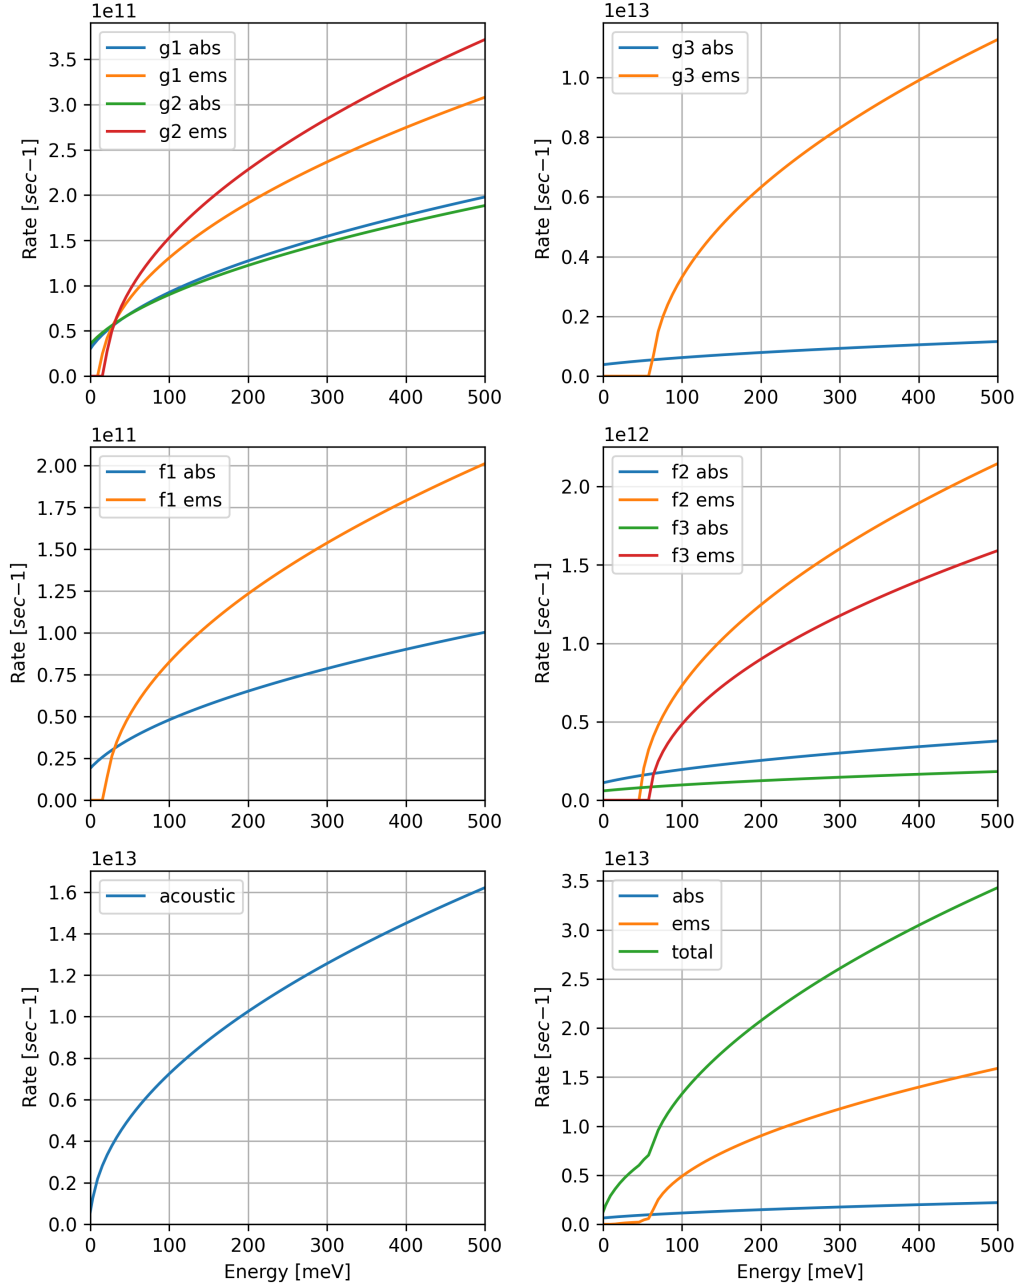 1e11
g1 abs
g1 ems
g2 abs
g2 ems
Rate [sec−1]
3.5
3.0
2.5
2.0
1.5
1.0
0.5
0.0
0 100 200 300 400 500
1e13
g3 abs
g3 ems
Rate [sec−1]
1.0
0.8
0.6
0.4
0.2
0.0
0 100 200 300 400 500
1e11
f1 abs
f1 ems
Rate [sec−1]
2.00
1.75
1.50
1.25
1.00
0.75
0.50
0.25
0.00
0 100 200 300 400 500
1e12
f2 abs
f2 ems
f3 abs
f3 ems
Rate [sec−1]
2.0
1.5
1.0
0.5
0.0
0 100 200 300 400 500
1e13
acoustic
Rate [sec−1]
1.6
1.4
1.2
1.0
0.8
0.6
0.4
0.2
0.0
0 100 200 300 400 500
Energy [meV]
1e13
abs
ems
total
Rate [sec−1]
3.5
3.0
2.5
2.0
1.5
1.0
0.5
0.0
0 100 200 300 400 500
Energy [meV]